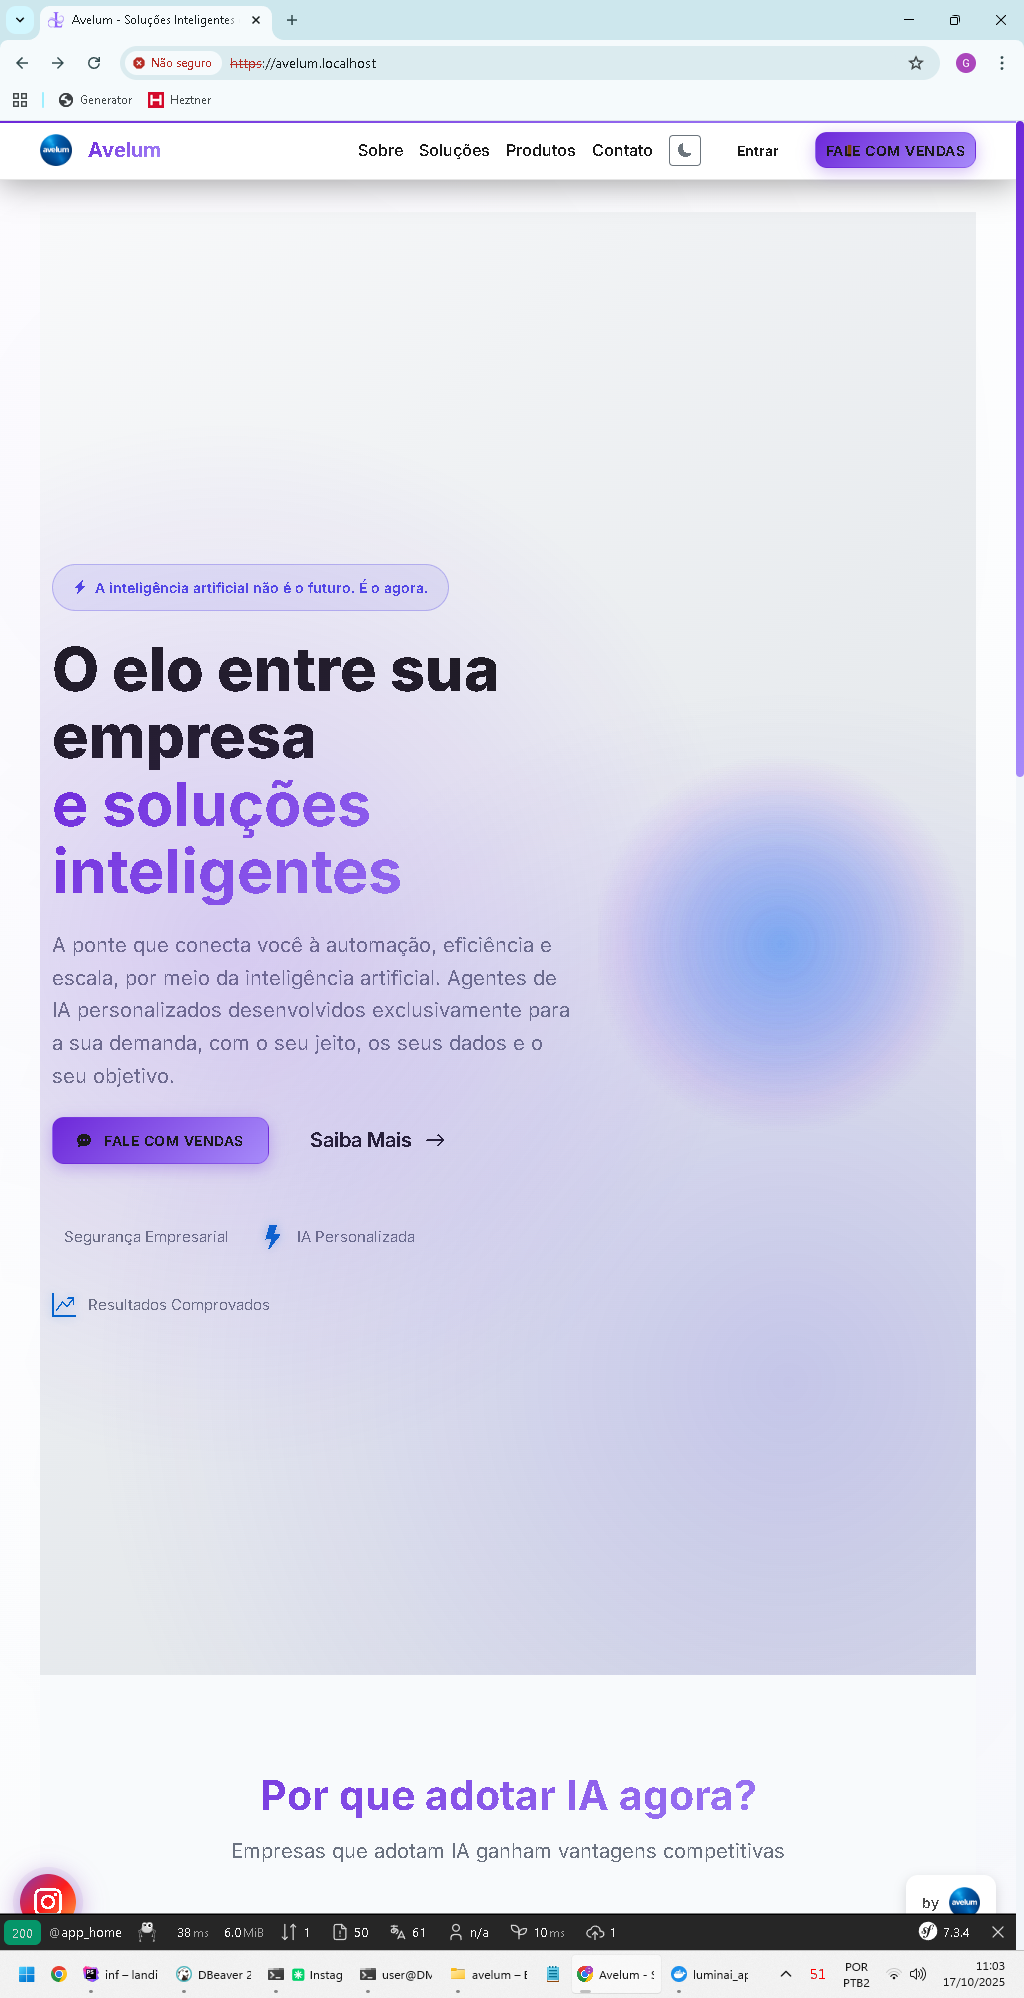 Avelum - Soluções Inteligentes
Não seguro
https://avelum.localhost
G
Generator
Heztner
avelum
Avelum
Sobre
Soluções
Produtos
Contato
Entrar
FALE COM VENDAS
A inteligência artificial não é o futuro. É o agora.
O elo entre sua
empresa
e soluções
inteligentes
A ponte que conecta você à automação, eficiência e
escala, por meio da inteligência artificial. Agentes de
IA personalizados desenvolvidos exclusivamente para
a sua demanda, com o seu jeito, os seus dados e o
seu objetivo.
FALE COM VENDAS
Saiba Mais
Segurança Empresarial
IA Personalizada
Resultados Comprovados
Por que adotar IA agora?
Empresas que adotam IA ganham vantagens competitivas
by avelum
200 @app_home 38 ms 6.0 MiB 1 50 61 n/a 10 ms 1 sf 7.3.4
PS inf – landi
DBeaver 2
Instag
user@DM
avelum – E
Avelum - S
luminai_ap
51
POR
PTB2
11:03
17/10/2025